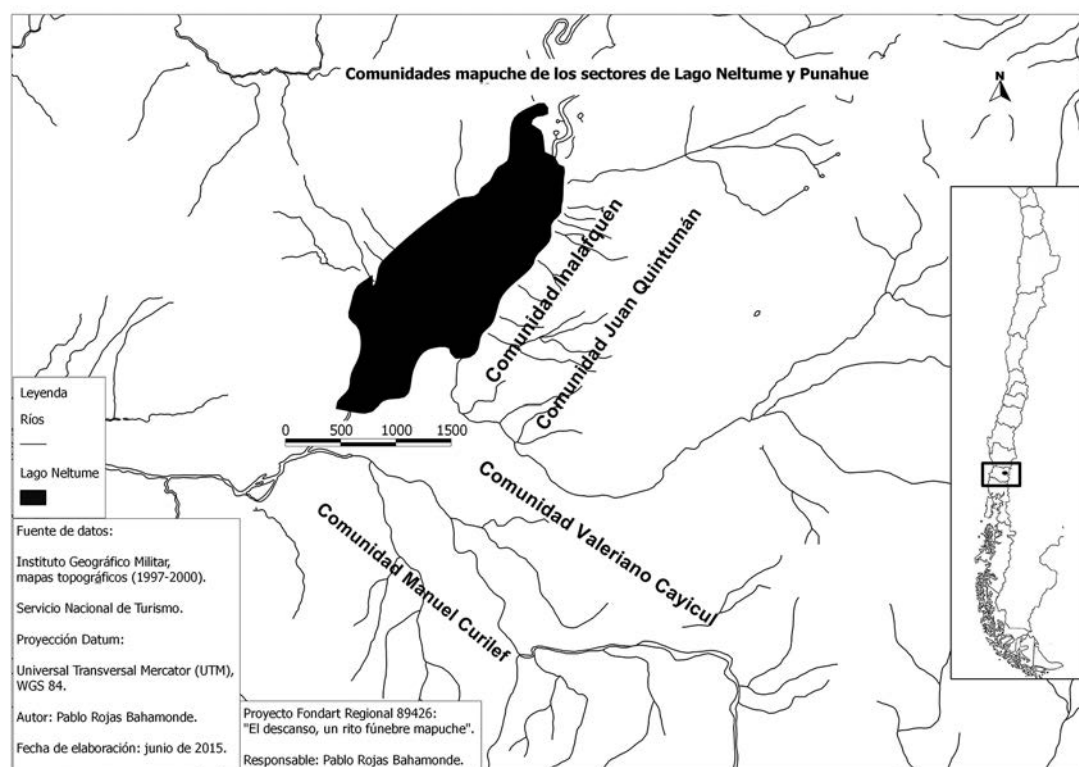 Comunidades mapuche de los sectores de Lago Neltume y Punahue
N
Comunidad Inalafquén
Comunidad Juan Quintumán
Comunidad Valeriano Cayicul
Comunidad Manuel Curilef
0 500 1000 1500
Leyenda
Ríos
Lago Neltume
Fuente de datos:
Instituto Geográfico Militar,
mapas topográficos (1997-2000).
Servicio Nacional de Turismo.
Proyección Datum:
Universal Transversal Mercator (UTM),
WGS 84.
Autor: Pablo Rojas Bahamonde.
Fecha de elaboración: junio de 2015.
Proyecto Fondart Regional 89426:
"El descanso, un rito fúnebre mapuche".
Responsable: Pablo Rojas Bahamonde.